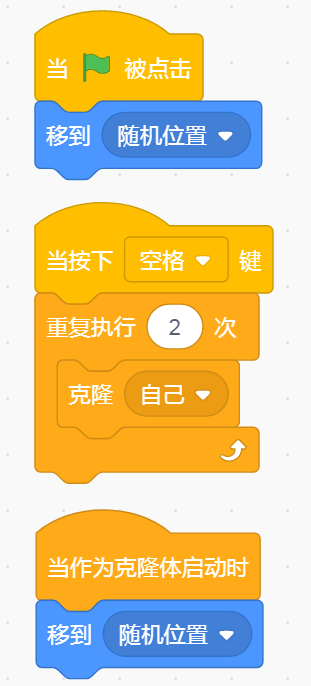 当 被点击
移到 随机位置
当按下 空格 键
重复执行 2 次
克隆 自己
当作为克隆体启动时
移到 随机位置